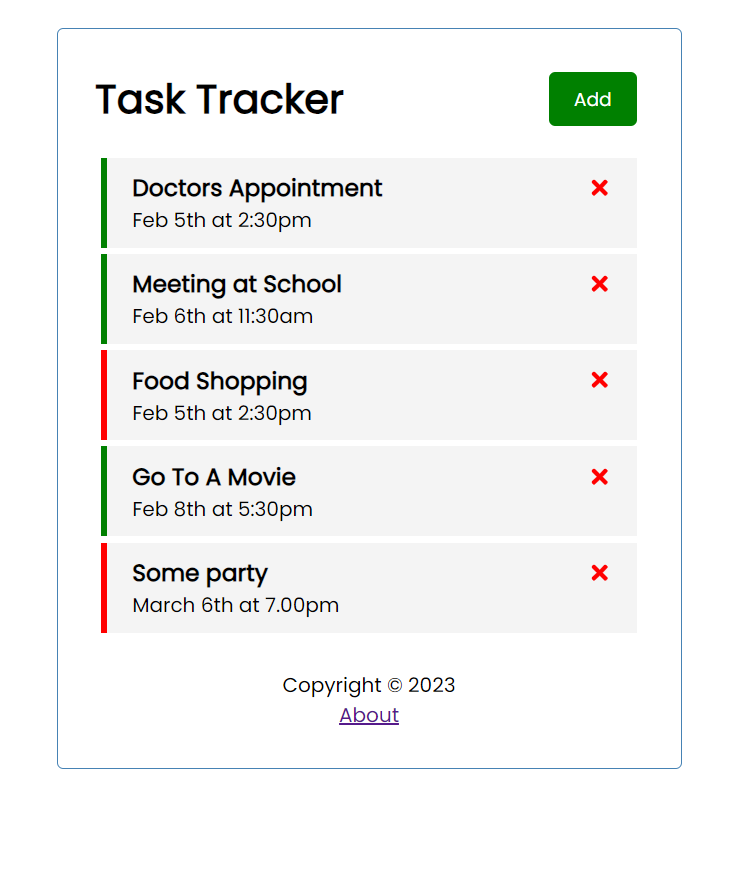 Task Tracker
Add
Doctors Appointment
Feb 5th at 2:30pm
Meeting at School
Feb 6th at 11:30am
Food Shopping
Feb 5th at 2:30pm
Go To A Movie
Feb 8th at 5:30pm
Some party
March 6th at 7.00pm
Copyright © 2023
About